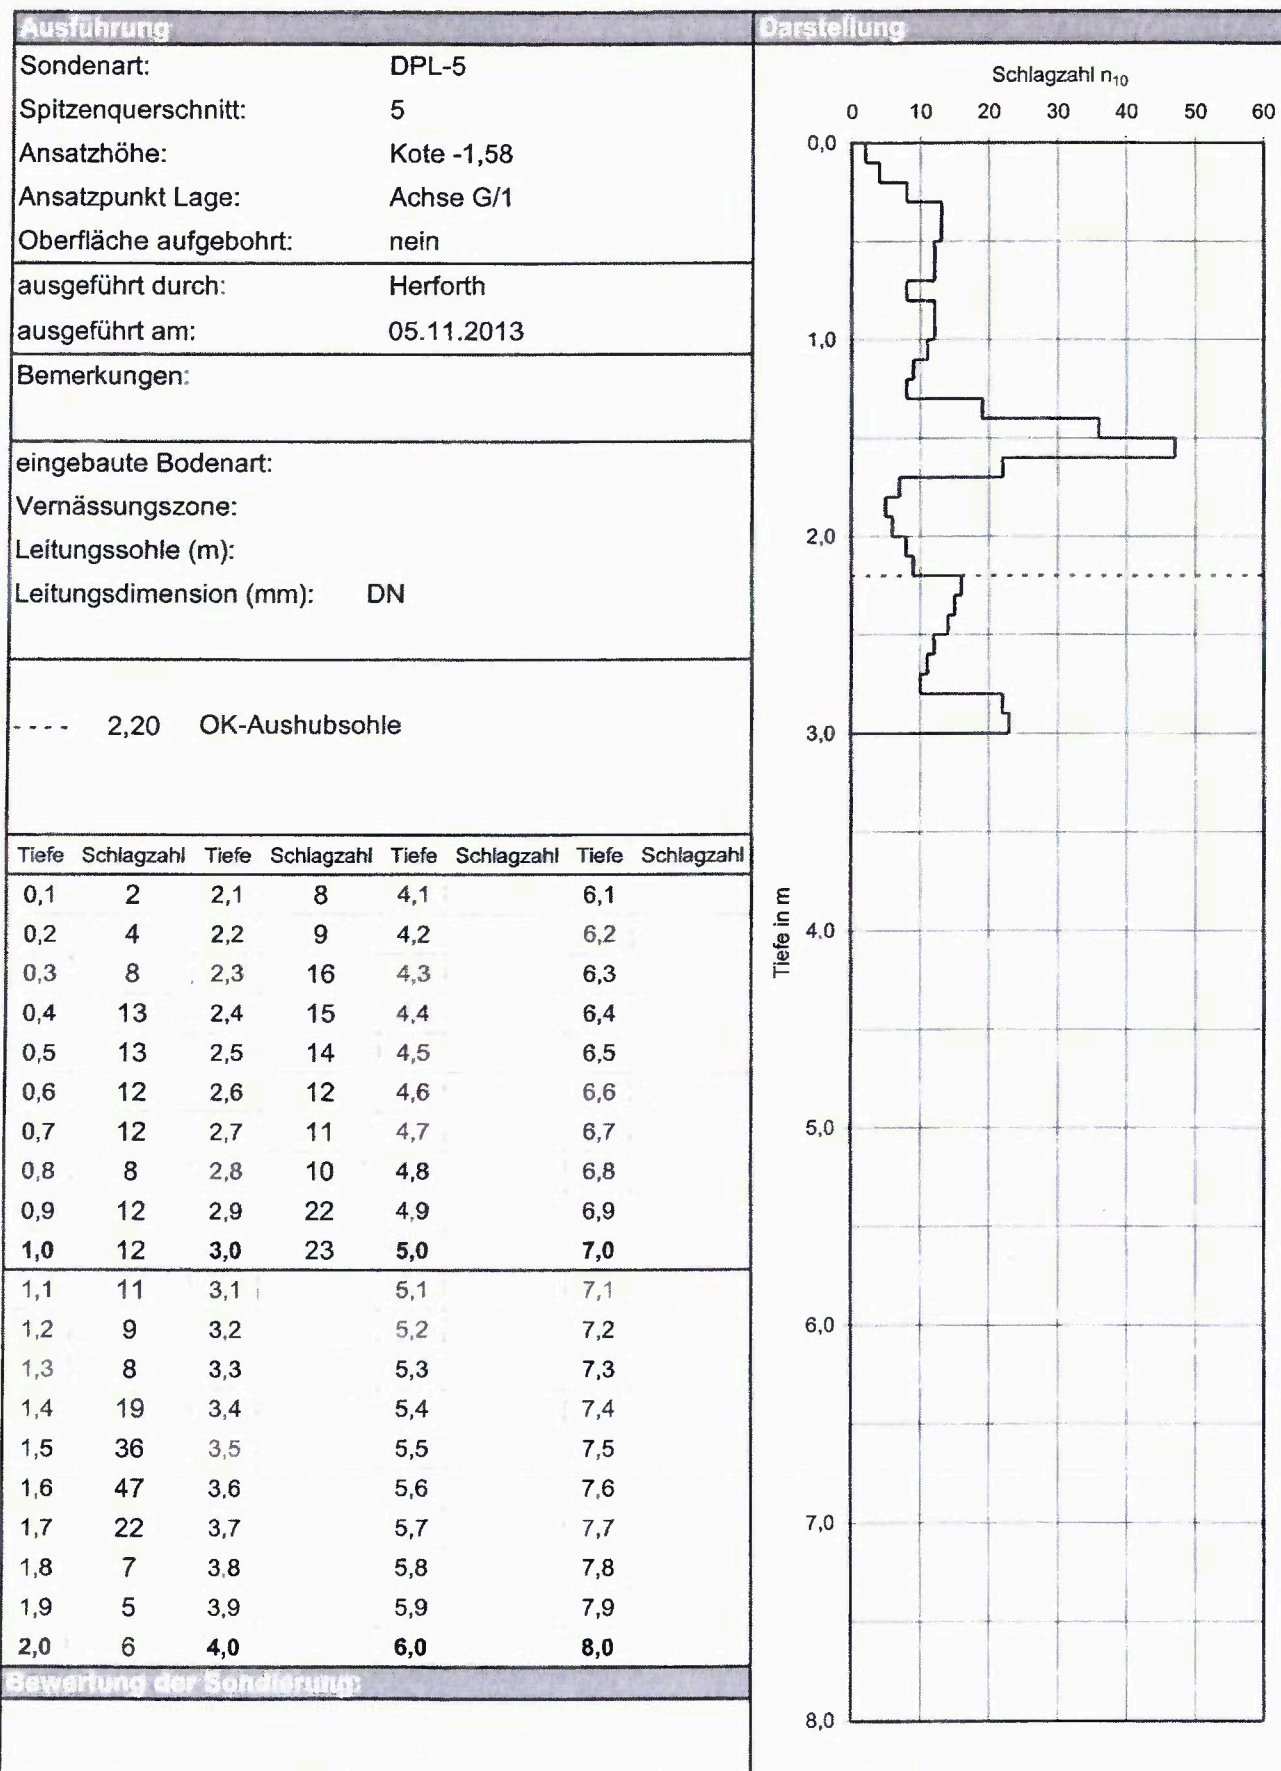 Ausführung
Sondenart: DPL-5
Spitzenquerschnitt: 5
Ansatzhöhe: Kote -1,58
Ansatzpunkt Lage: Achse G/1
Oberfläche aufgebohrt: nein
ausgeführt durch: Herforth
ausgeführt am: 05.11.2013
Bemerkungen:
eingebaute Bodenart:
Vernässungszone:
Leitungssohle (m):
Leitungsdimension (mm): DN
---- 2,20 OK-Aushubsohle
Tiefe Schlagzahl Tiefe Schlagzahl Tiefe Schlagzahl Tiefe Schlagzahl
0,1 2 2,1 8 4,1 6,1
0,2 4 2,2 9 4,2 6,2
0,3 8 2,3 16 4,3 6,3
0,4 13 2,4 15 4,4 6,4
0,5 13 2,5 14 4,5 6,5
0,6 12 2,6 12 4,6 6,6
0,7 12 2,7 11 4,7 6,7
0,8 8 2,8 10 4,8 6,8
0,9 12 2,9 22 4,9 6,9
1,0 12 3,0 23 5,0 7,0
1,1 11 3,1 5,1 7,1
1,2 9 3,2 5,2 7,2
1,3 8 3,3 5,3 7,3
1,4 19 3,4 5,4 7,4
1,5 36 3,5 5,5 7,5
1,6 47 3,6 5,6 7,6
1,7 22 3,7 5,7 7,7
1,8 7 3,8 5,8 7,8
1,9 5 3,9 5,9 7,9
2,0 6 4,0 6,0 8,0
Bewertung der Sondierung:
Darstellung
Schlagzahl n₁₀
0 10 20 30 40 50 60
0,0
1,0
2,0
3,0
4,0
5,0
6,0
7,0
8,0
Tiefe in m